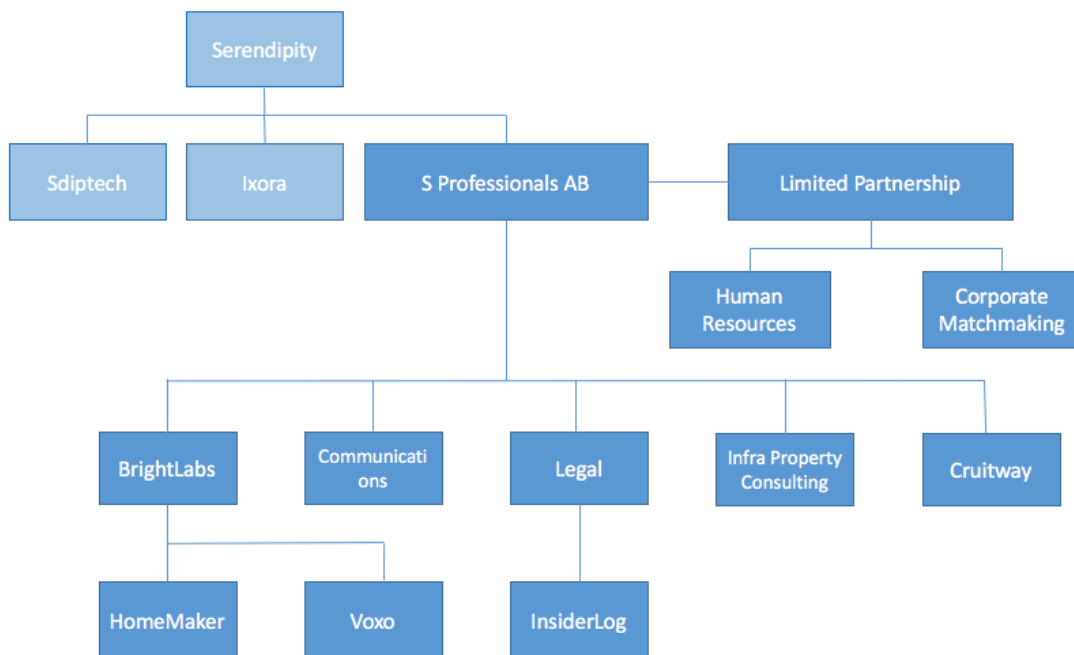 Serendipity
Sdiptech
Ixora
S Professionals AB
Limited Partnership
Human
Resources
Corporate
Matchmaking
BrightLabs
Communicati
ons
Legal
Infra Property
Consulting
Cruitway
HomeMaker
Voxo
InsiderLog